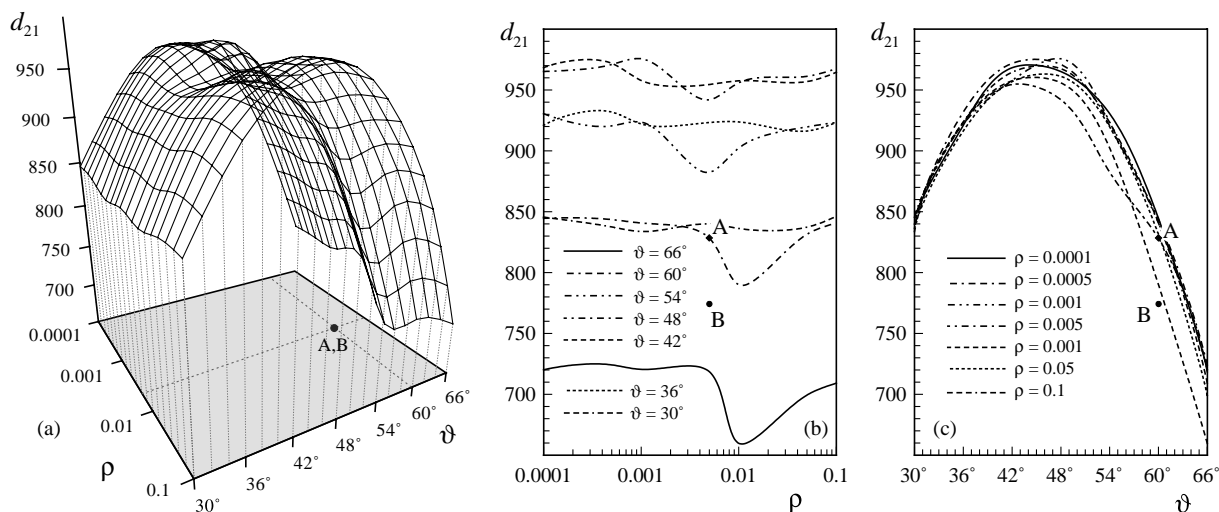 d21
950
900
850
800
750
700
0.0001
0.001
0.01
0.1
ρ
30°
36°
42°
48°
54°
60°
66°
ϑ
A,B
(a)
d21
950
900
850
800
750
700
A
B
ϑ = 66°
ϑ = 60°
ϑ = 54°
ϑ = 48°
ϑ = 42°
ϑ = 36°
ϑ = 30°
(b)
0.0001
0.001
0.01
0.1
ρ
d21
950
900
850
800
750
700
A
B
ρ = 0.0001
ρ = 0.0005
ρ = 0.001
ρ = 0.005
ρ = 0.001
ρ = 0.05
ρ = 0.1
(c)
30°
36°
42°
48°
54°
60°
66°
ϑ